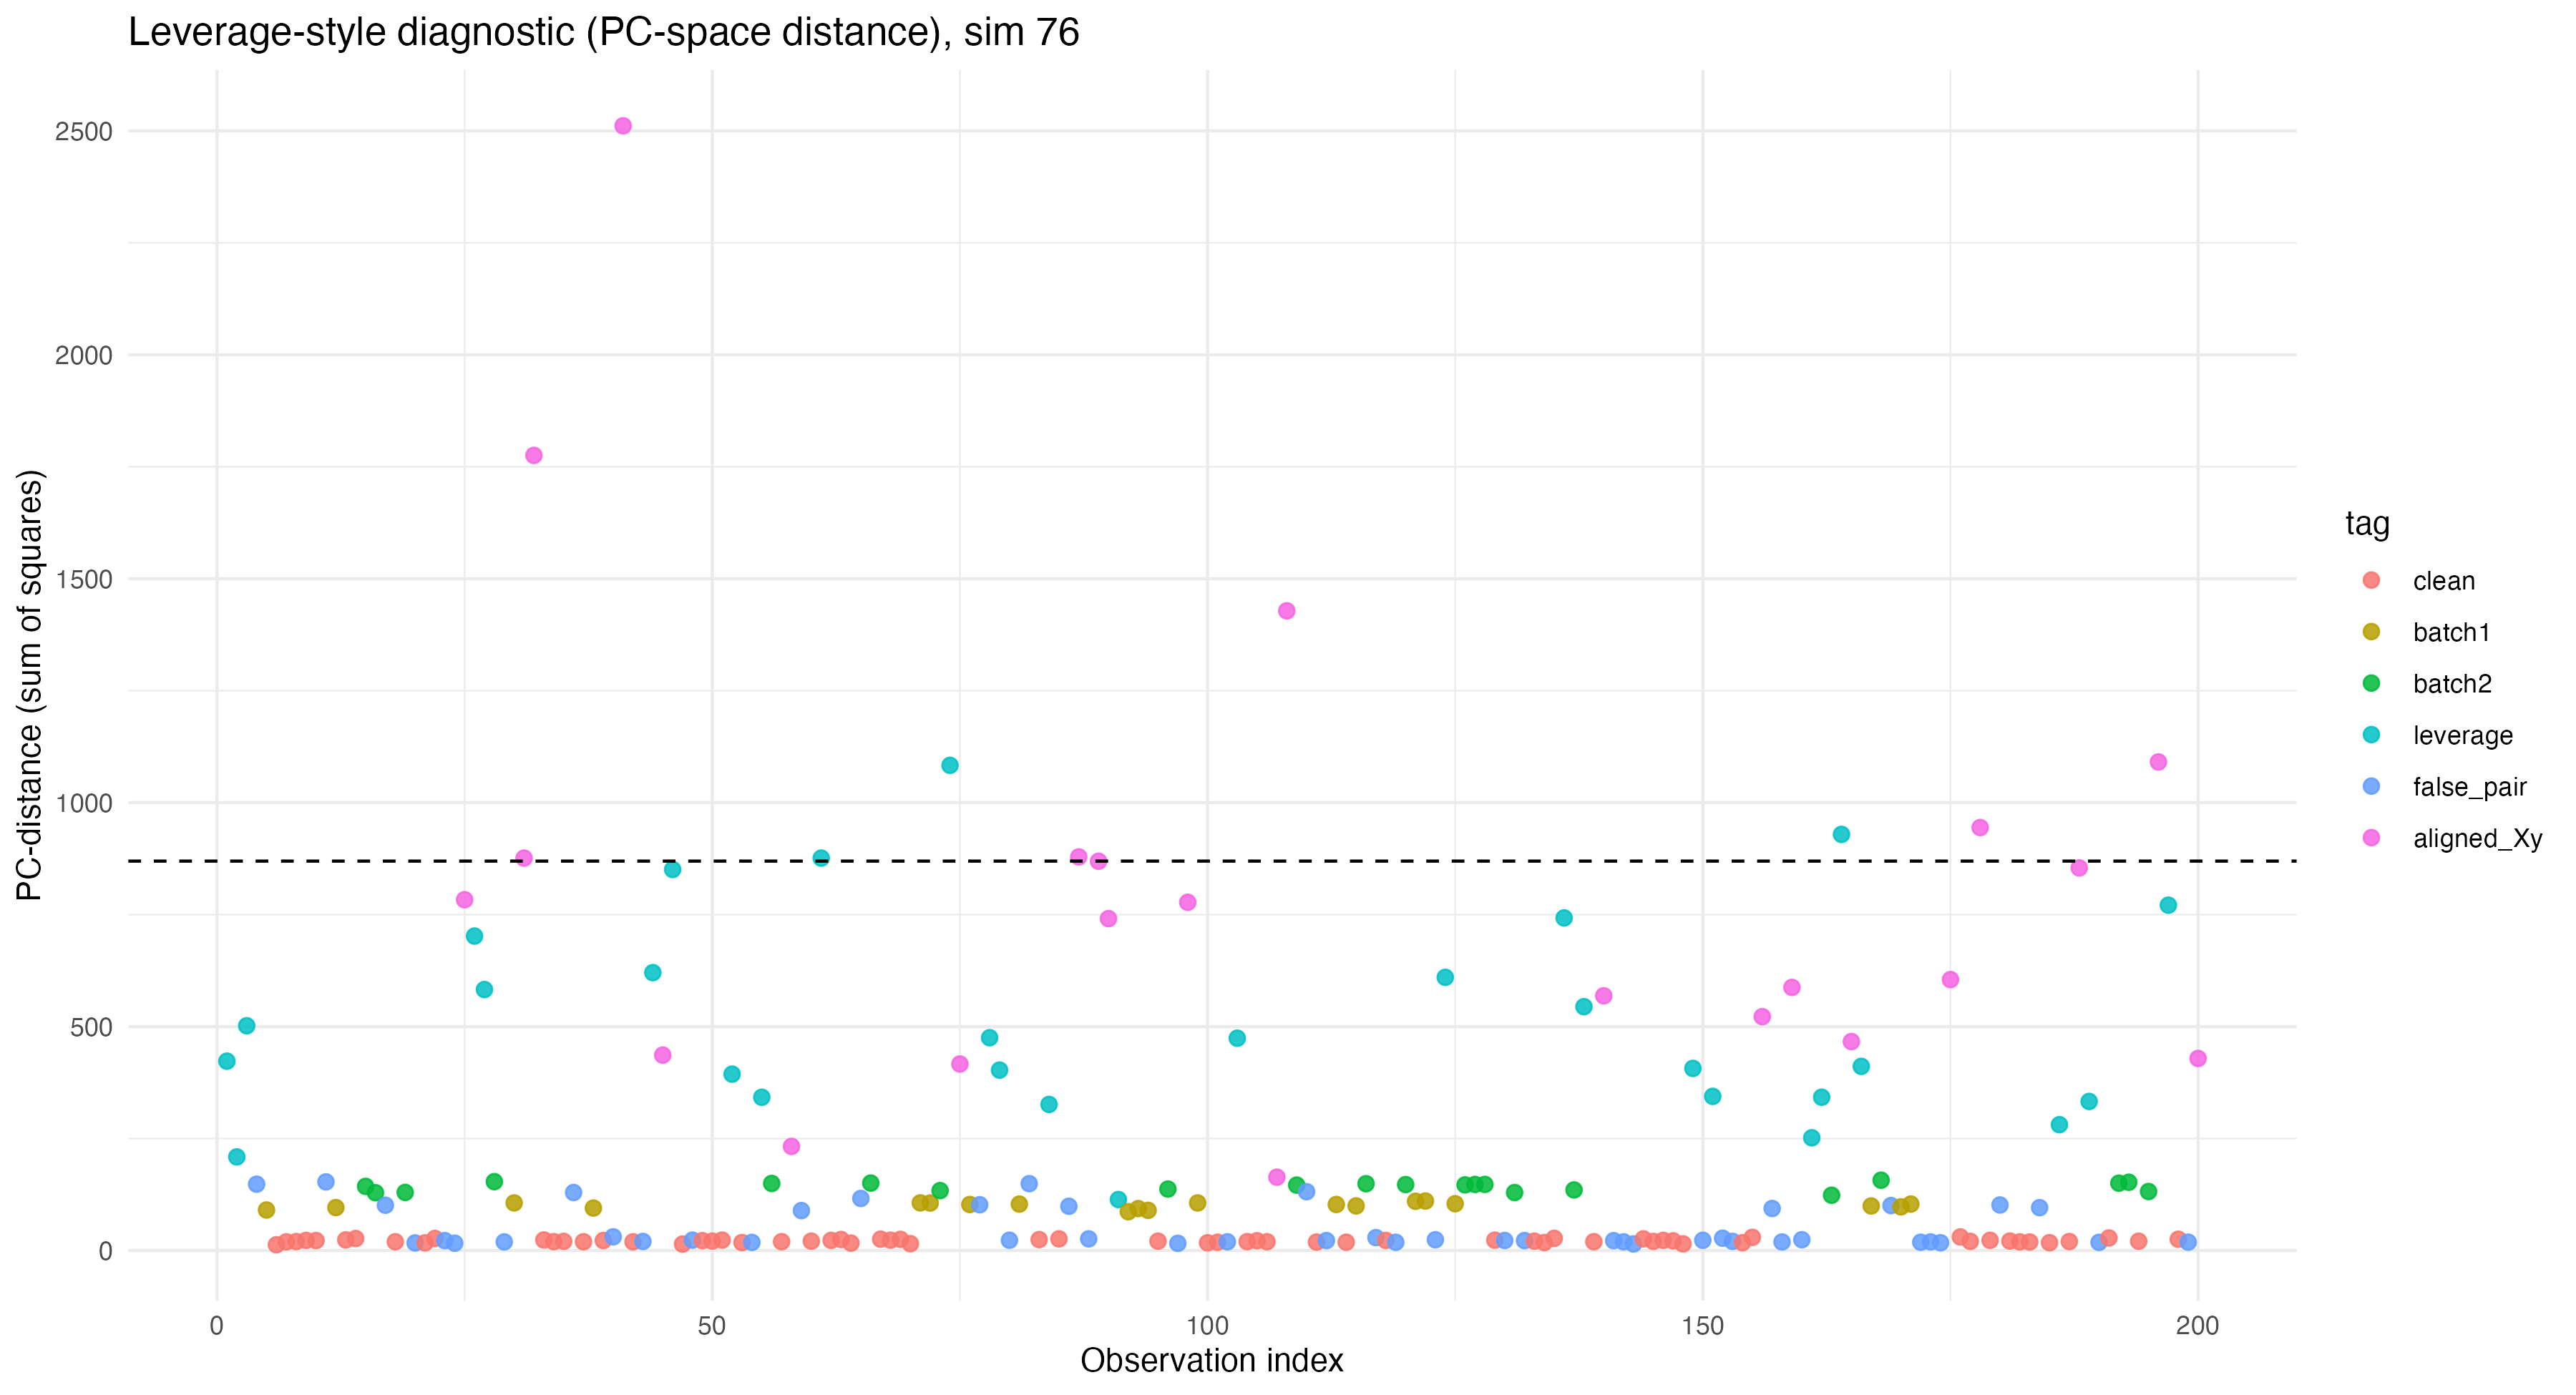 Leverage-style diagnostic (PC-space distance), sim 76
PC-distance (sum of squares)
2500
2000
1500
1000
500
0
0
50
100
150
200
Observation index
tag
clean
batch1
batch2
leverage
false_pair
aligned_Xy